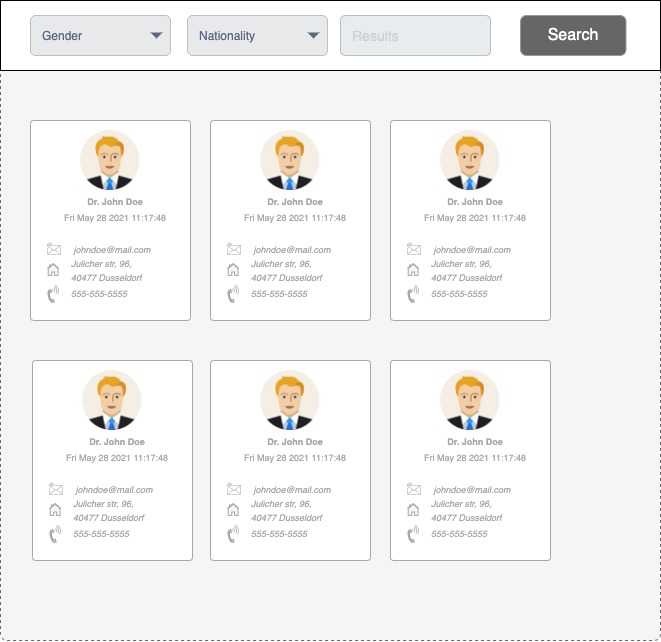 Gender
Nationality
Results
Search
Dr. John Doe
Fri May 28 2021 11:17:48
johndoe@mail.com
Julicher str, 96,
40477 Dusseldorf
555-555-5555
Dr. John Doe
Fri May 28 2021 11:17:48
johndoe@mail.com
Julicher str, 96,
40477 Dusseldorf
555-555-5555
Dr. John Doe
Fri May 28 2021 11:17:48
johndoe@mail.com
Julicher str, 96,
40477 Dusseldorf
555-555-5555
Dr. John Doe
Fri May 28 2021 11:17:48
johndoe@mail.com
Julicher str, 96,
40477 Dusseldorf
555-555-5555
Dr. John Doe
Fri May 28 2021 11:17:48
johndoe@mail.com
Julicher str, 96,
40477 Dusseldorf
555-555-5555
Dr. John Doe
Fri May 28 2021 11:17:48
johndoe@mail.com
Julicher str, 96,
40477 Dusseldorf
555-555-5555